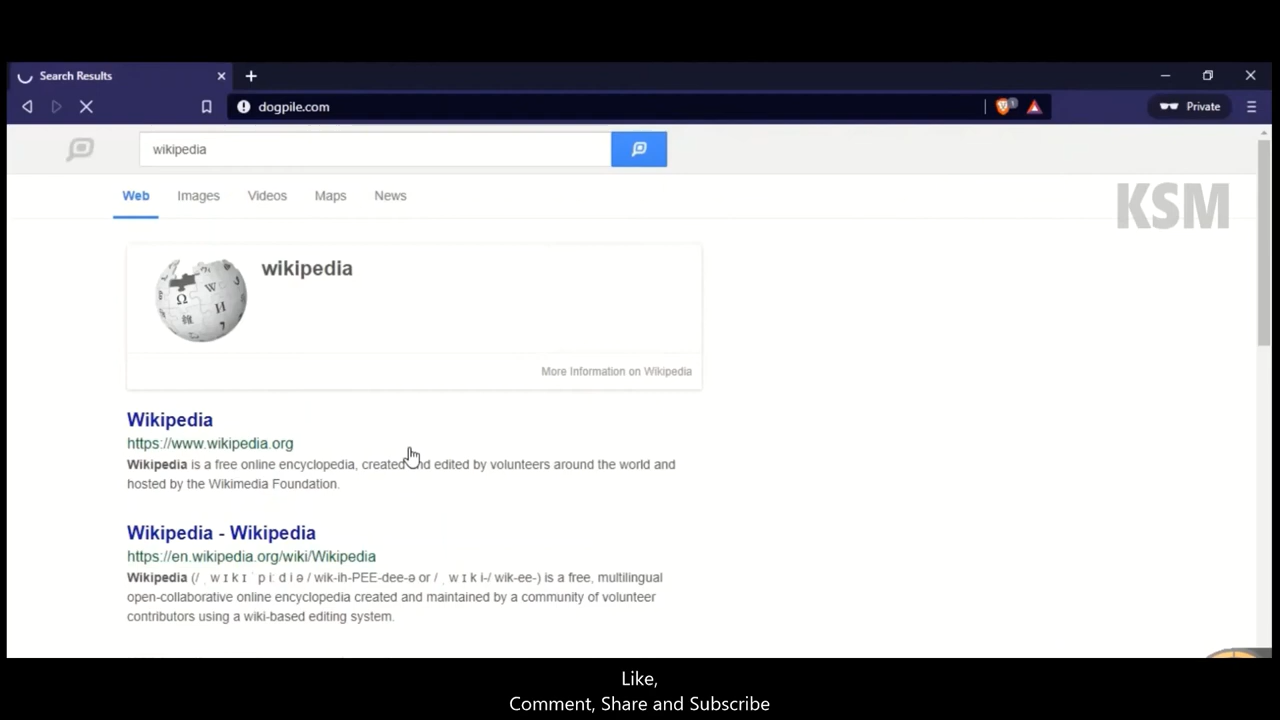 Search Results
dogpile.com
Private
wikipedia
Web Images Videos Maps News
KSM
wikipedia
More Information on Wikipedia
Wikipedia
https://www.wikipedia.org
Wikipedia is a free online encyclopedia, created and edited by volunteers around the world and
hosted by the Wikimedia Foundation.
Wikipedia - Wikipedia
https://en.wikipedia.org/wiki/Wikipedia
Wikipedia (/ ˌ w ɪ k ɪ ˈ p iː d i ə / wik-ih-PEE-dee-ə or / ˌ w ɪ k i-/ wik-ee-) is a free, multilingual
open-collaborative online encyclopedia created and maintained by a community of volunteer
contributors using a wiki-based editing system.
Like,
Comment, Share and Subscribe